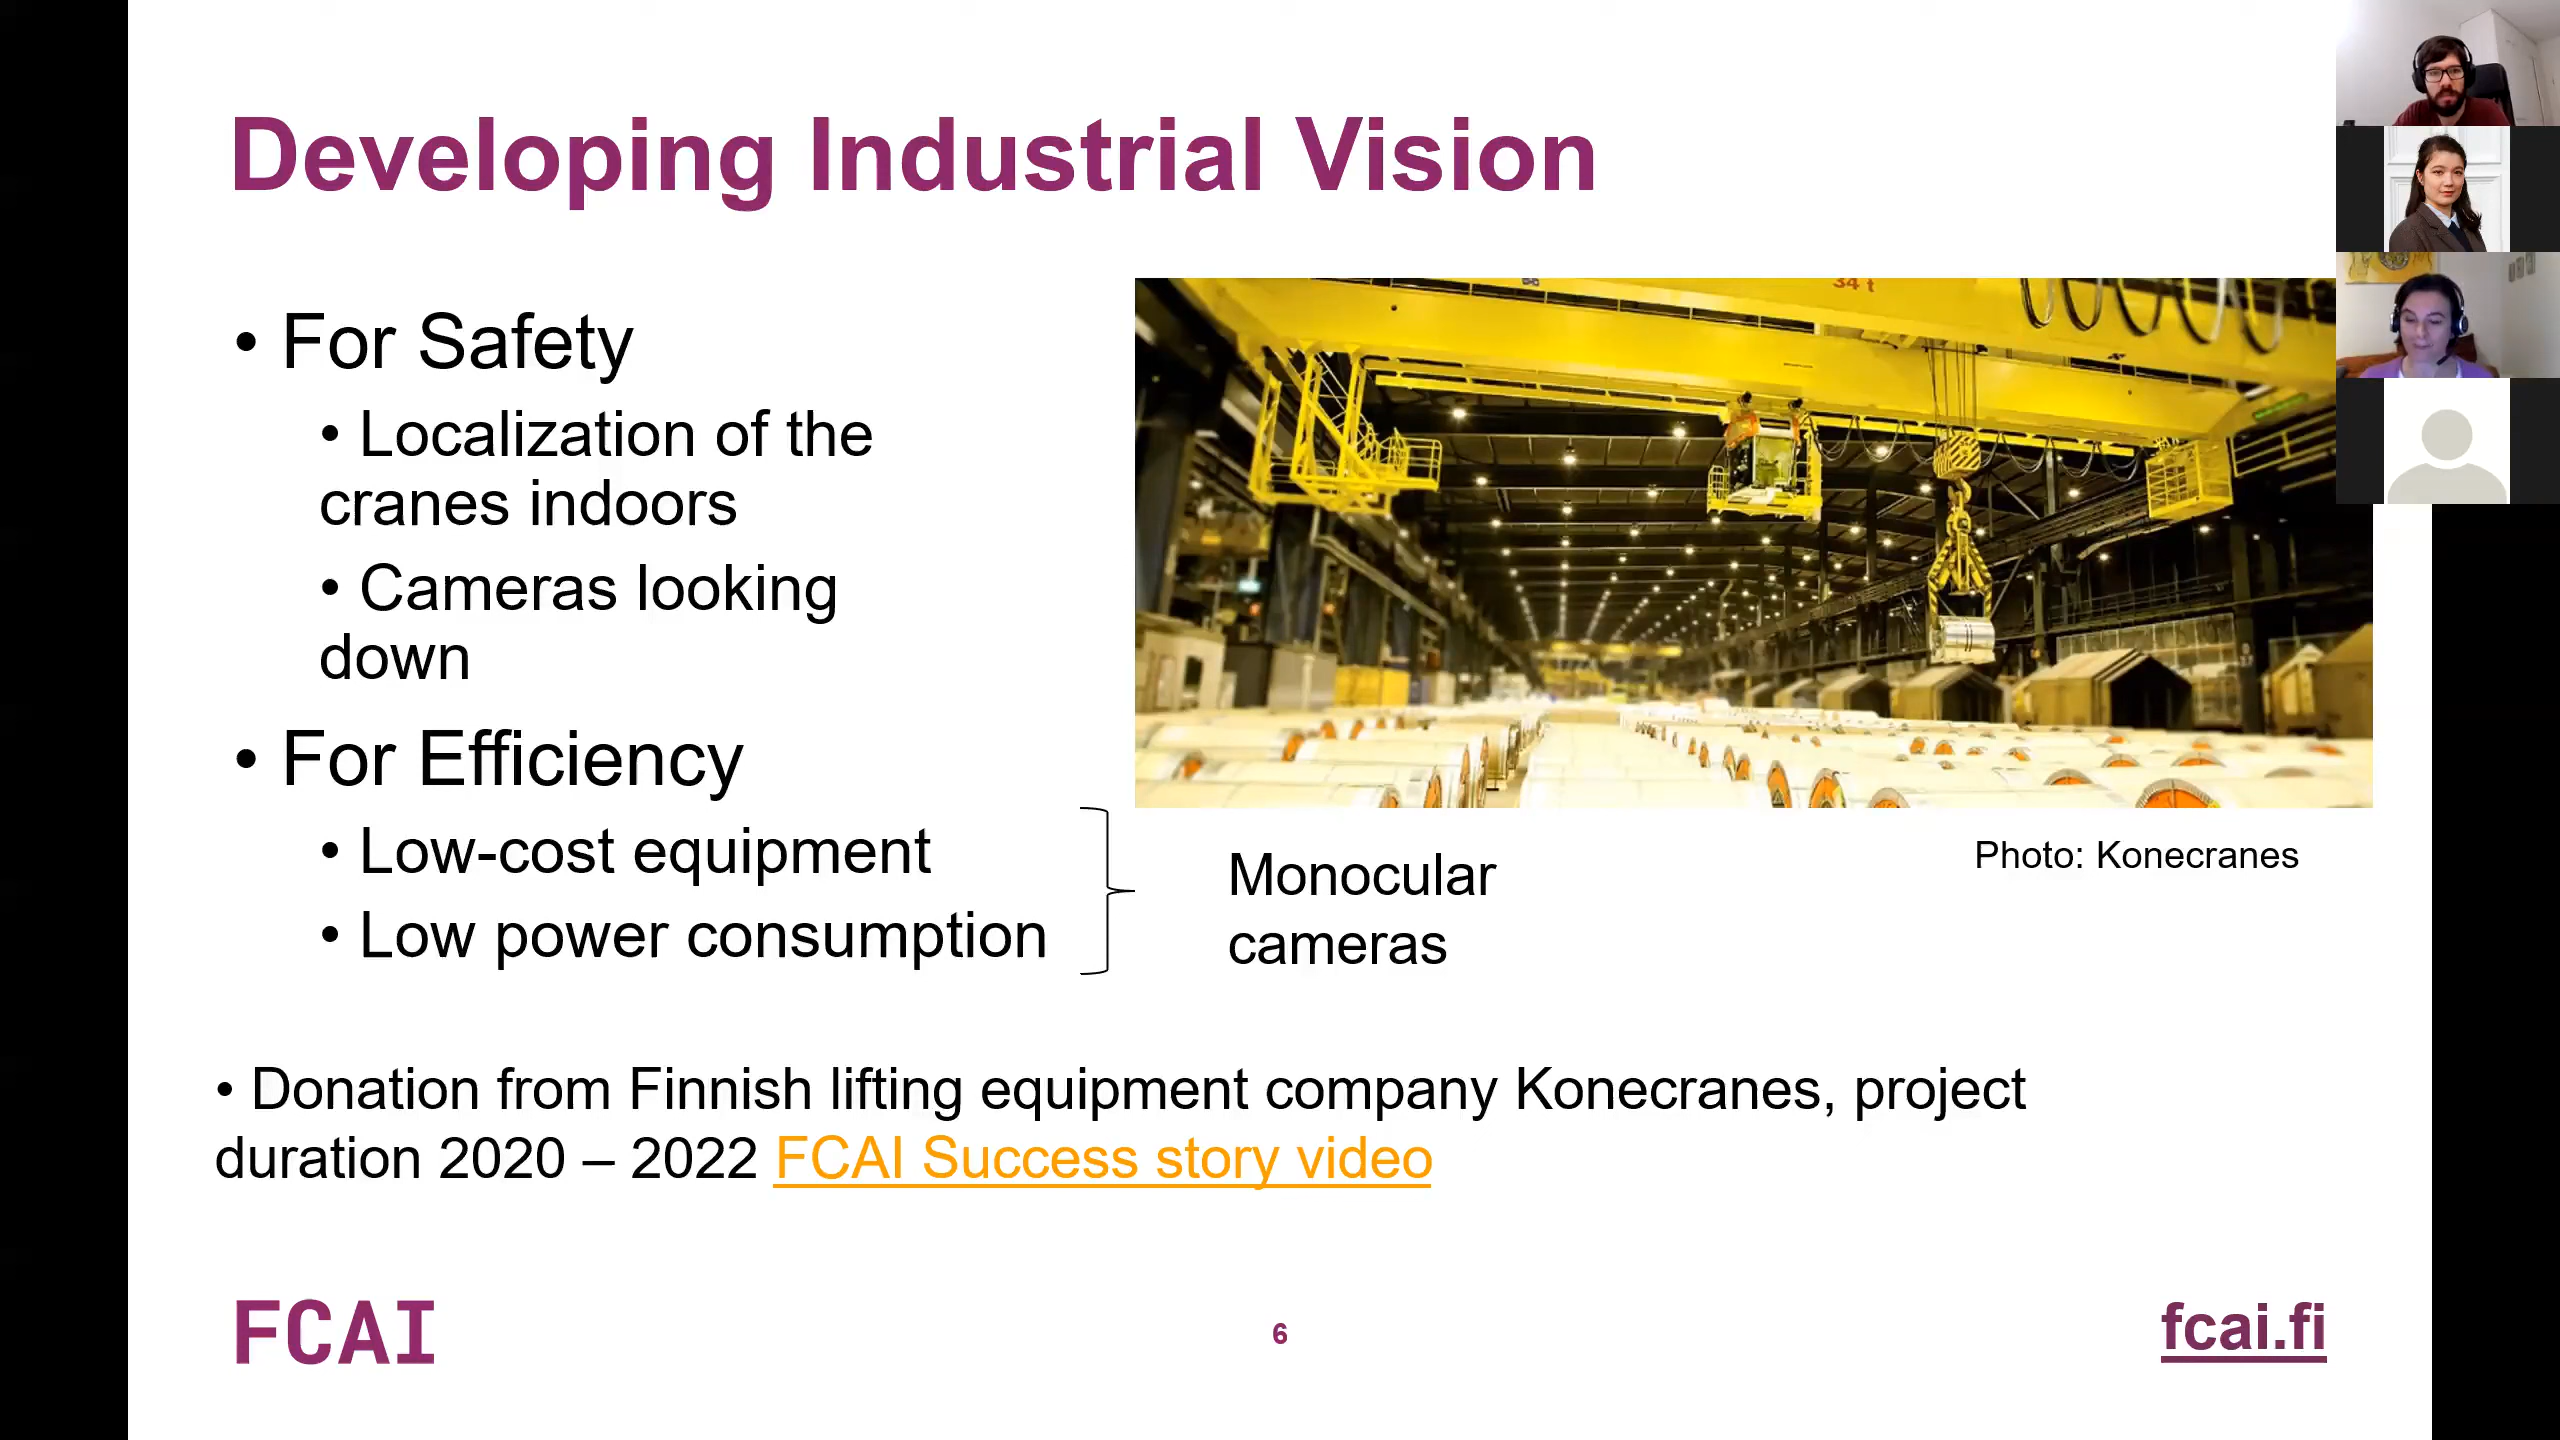 Developing Industrial Vision
• For Safety
• Localization of the
cranes indoors
• Cameras looking
down
• For Efficiency
• Low-cost equipment
• Low power consumption
34 t
Photo: Konecranes
Monocular
cameras
• Donation from Finnish lifting equipment company Konecranes, project
duration 2020 – 2022 FCAI Success story video
FCAI
6
fcai.fi